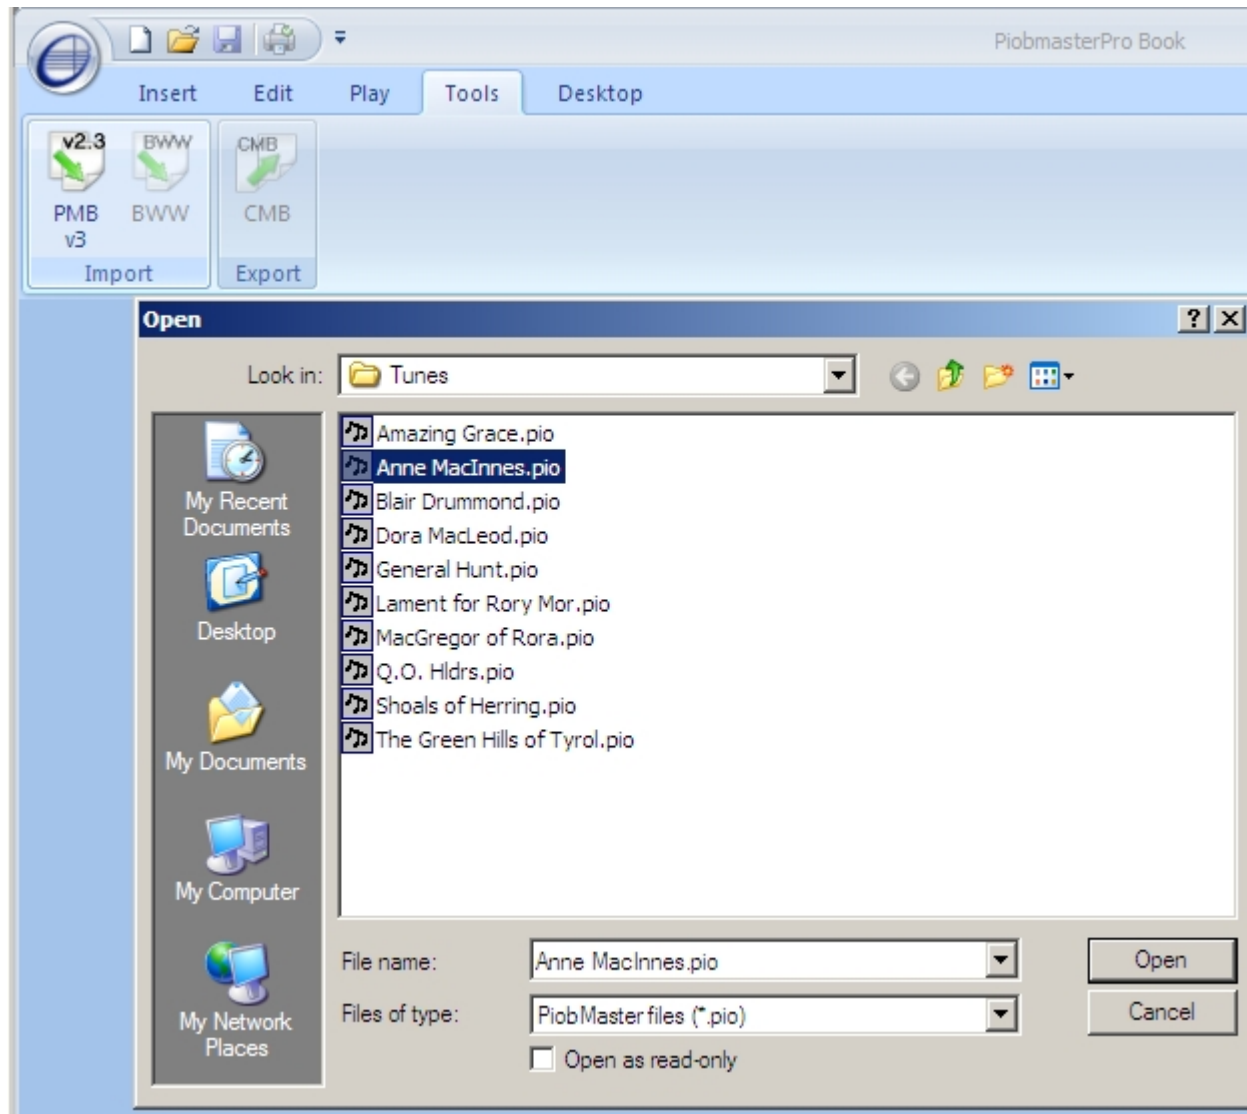 PiobmasterPro Book
Insert Edit Play Tools Desktop
v2.3 BWW CMB
PMB v3 BWW CMB
Import Export
Open
Look in: Tunes
My Recent Documents
Desktop
My Documents
My Computer
My Network Places
Amazing Grace.pio
Anne MacInnes.pio
Blair Drummond.pio
Dora MacLeod.pio
General Hunt.pio
Lament for Rory Mor.pio
MacGregor of Rora.pio
Q.O. Hldrs.pio
Shoals of Herring.pio
The Green Hills of Tyrol.pio
File name: Anne MacInnes.pio Open
Files of type: PiobMaster files (*.pio) Cancel
Open as read-only